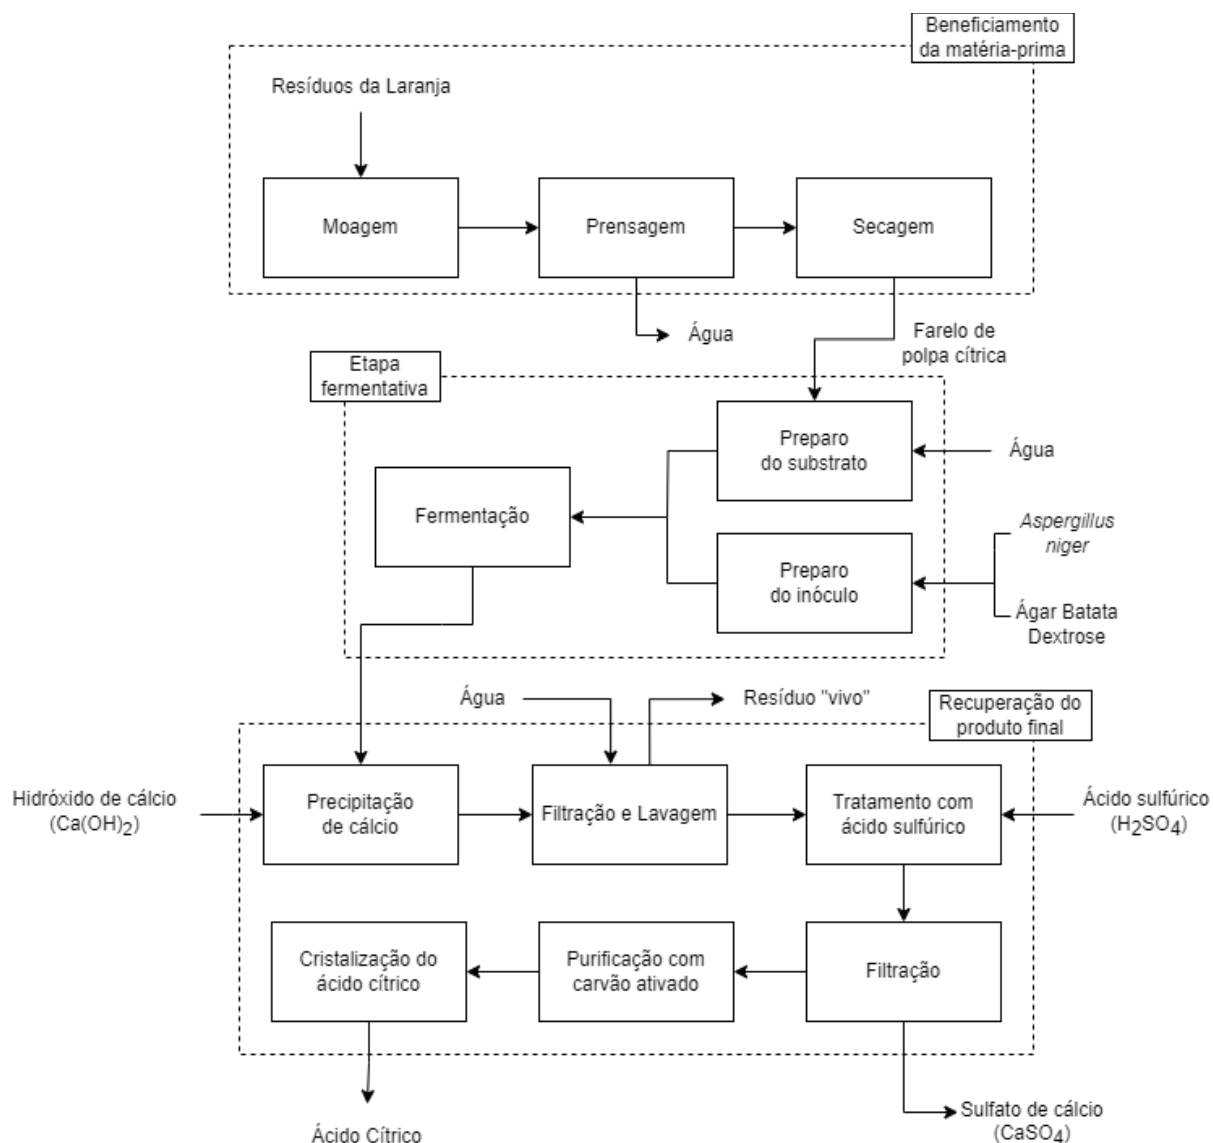 Beneficiamento
da matéria-prima
Resíduos da Laranja
Moagem
Prensagem
Secagem
Água
Farelo de
polpa cítrica
Etapa
fermentativa
Preparo
do substrato
Água
Fermentação
Aspergillus
niger
Preparo
do inóculo
Ágar Batata
Dextrose
Água
Resíduo "vivo"
Recuperação do
produto final
Hidróxido de cálcio
(Ca(OH)2)
Precipitação
de cálcio
Filtração e Lavagem
Tratamento com
ácido sulfúrico
Ácido sulfúrico
(H2SO4)
Cristalização do
ácido cítrico
Purificação com
carvão ativado
Filtração
Ácido Cítrico
Sulfato de cálcio
(CaSO4)